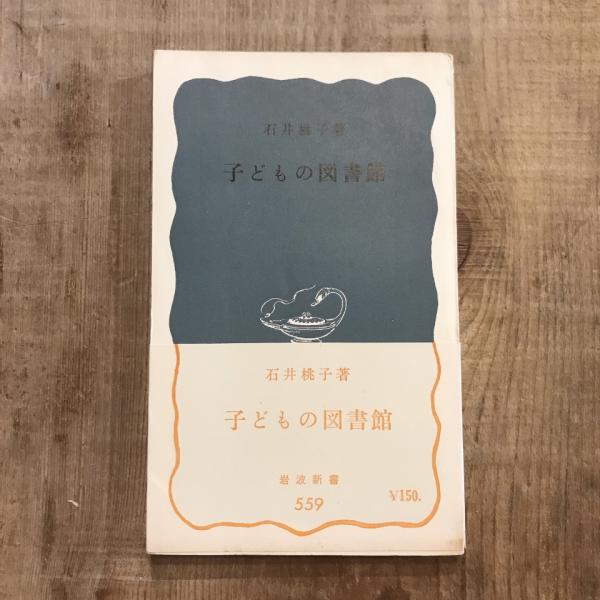 石井桃子著
子どもの図書館
石井桃子著
子どもの図書館
岩波新書
559
¥150.